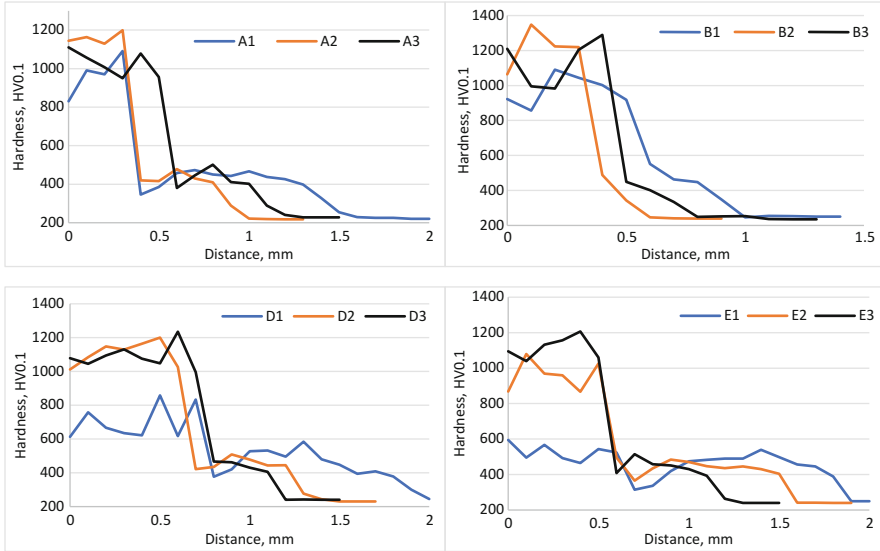 A1 A2 A3
Hardness, HV0.1
1200
1000
800
600
400
200
0 0.5 1 1.5 2
Distance, mm
B1 B2 B3
Hardness, HV0.1
1400
1200
1000
800
600
400
200
0 0.5 1 1.5
Distance, mm
D1 D2 D3
Hardness, HV0.1
1400
1200
1000
800
600
400
200
0 0.5 1 1.5 2
Distance, mm
E1 E2 E3
Hardness, HV0.1
1400
1200
1000
800
600
400
200
0 0.5 1 1.5 2
Distance, mm